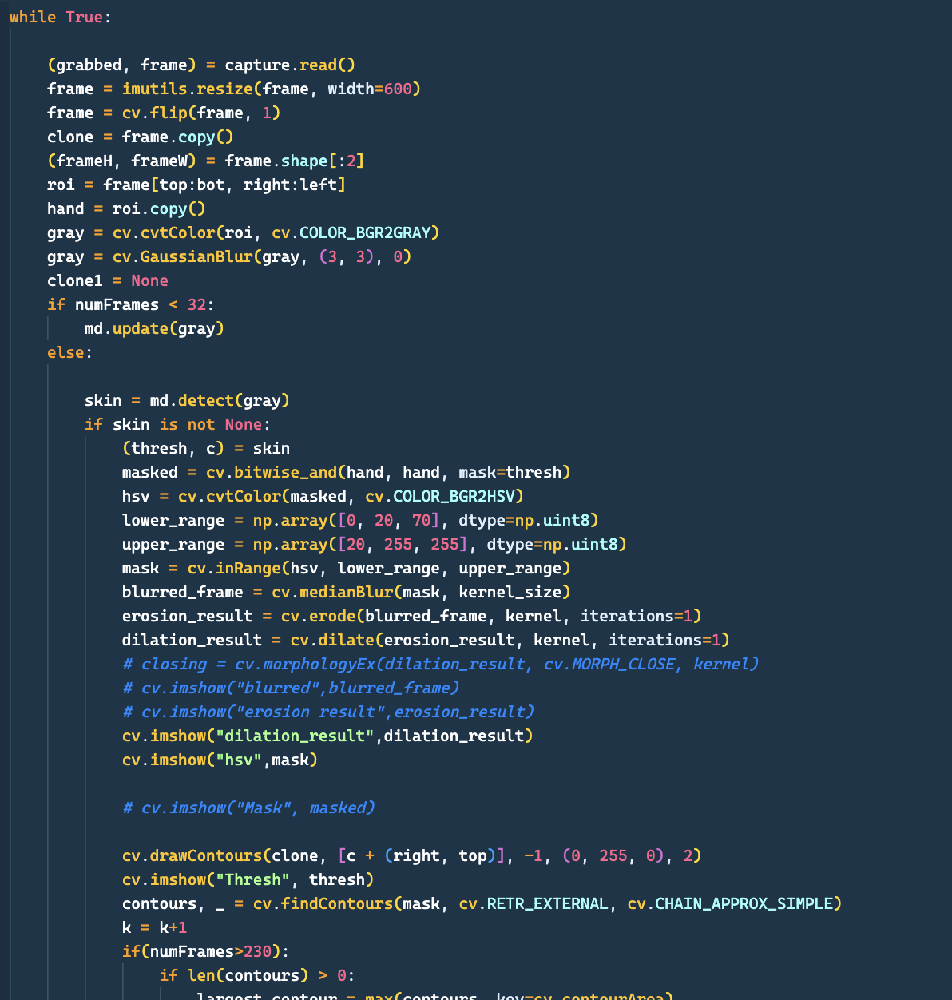 while True:
(grabbed, frame) = capture.read()
frame = imutils.resize(frame, width=600)
frame = cv.flip(frame, 1)
clone = frame.copy()
(frameH, frameW) = frame.shape[:2]
roi = frame[top:bot, right:left]
hand = roi.copy()
gray = cv.cvtColor(roi, cv.COLOR_BGR2GRAY)
gray = cv.GaussianBlur(gray, (3, 3), 0)
clone1 = None
if numFrames < 32:
md.update(gray)
else:
skin = md.detect(gray)
if skin is not None:
(thresh, c) = skin
masked = cv.bitwise_and(hand, hand, mask=thresh)
hsv = cv.cvtColor(masked, cv.COLOR_BGR2HSV)
lower_range = np.array([0, 20, 70], dtype=np.uint8)
upper_range = np.array([20, 255, 255], dtype=np.uint8)
mask = cv.inRange(hsv, lower_range, upper_range)
blurred_frame = cv.medianBlur(mask, kernel_size)
erosion_result = cv.erode(blurred_frame, kernel, iterations=1)
dilation_result = cv.dilate(erosion_result, kernel, iterations=1)
# closing = cv.morphologyEx(dilation_result, cv.MORPH_CLOSE, kernel)
# cv.imshow("blurred",blurred_frame)
# cv.imshow("erosion result",erosion_result)
cv.imshow("dilation_result",dilation_result)
cv.imshow("hsv",mask)
# cv.imshow("Mask", masked)
cv.drawContours(clone, [c + (right, top)], -1, (0, 255, 0), 2)
cv.imshow("Thresh", thresh)
contours, _ = cv.findContours(mask, cv.RETR_EXTERNAL, cv.CHAIN_APPROX_SIMPLE)
k = k+1
if(numFrames>230):
if len(contours) > 0:
largest_contour = max(contours, key=cv.contourArea)